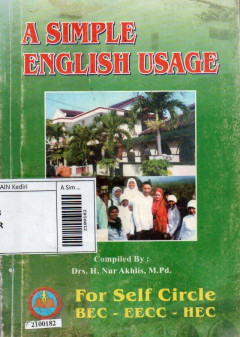 A SIMPLE
ENGLISH USAGE
AIN Kediri
A Sim ...
R
Compiled By :
Drs. H. Nur Akhlis, M.Pd.
For Self Circle
BEC - EECC - HEC
2100182